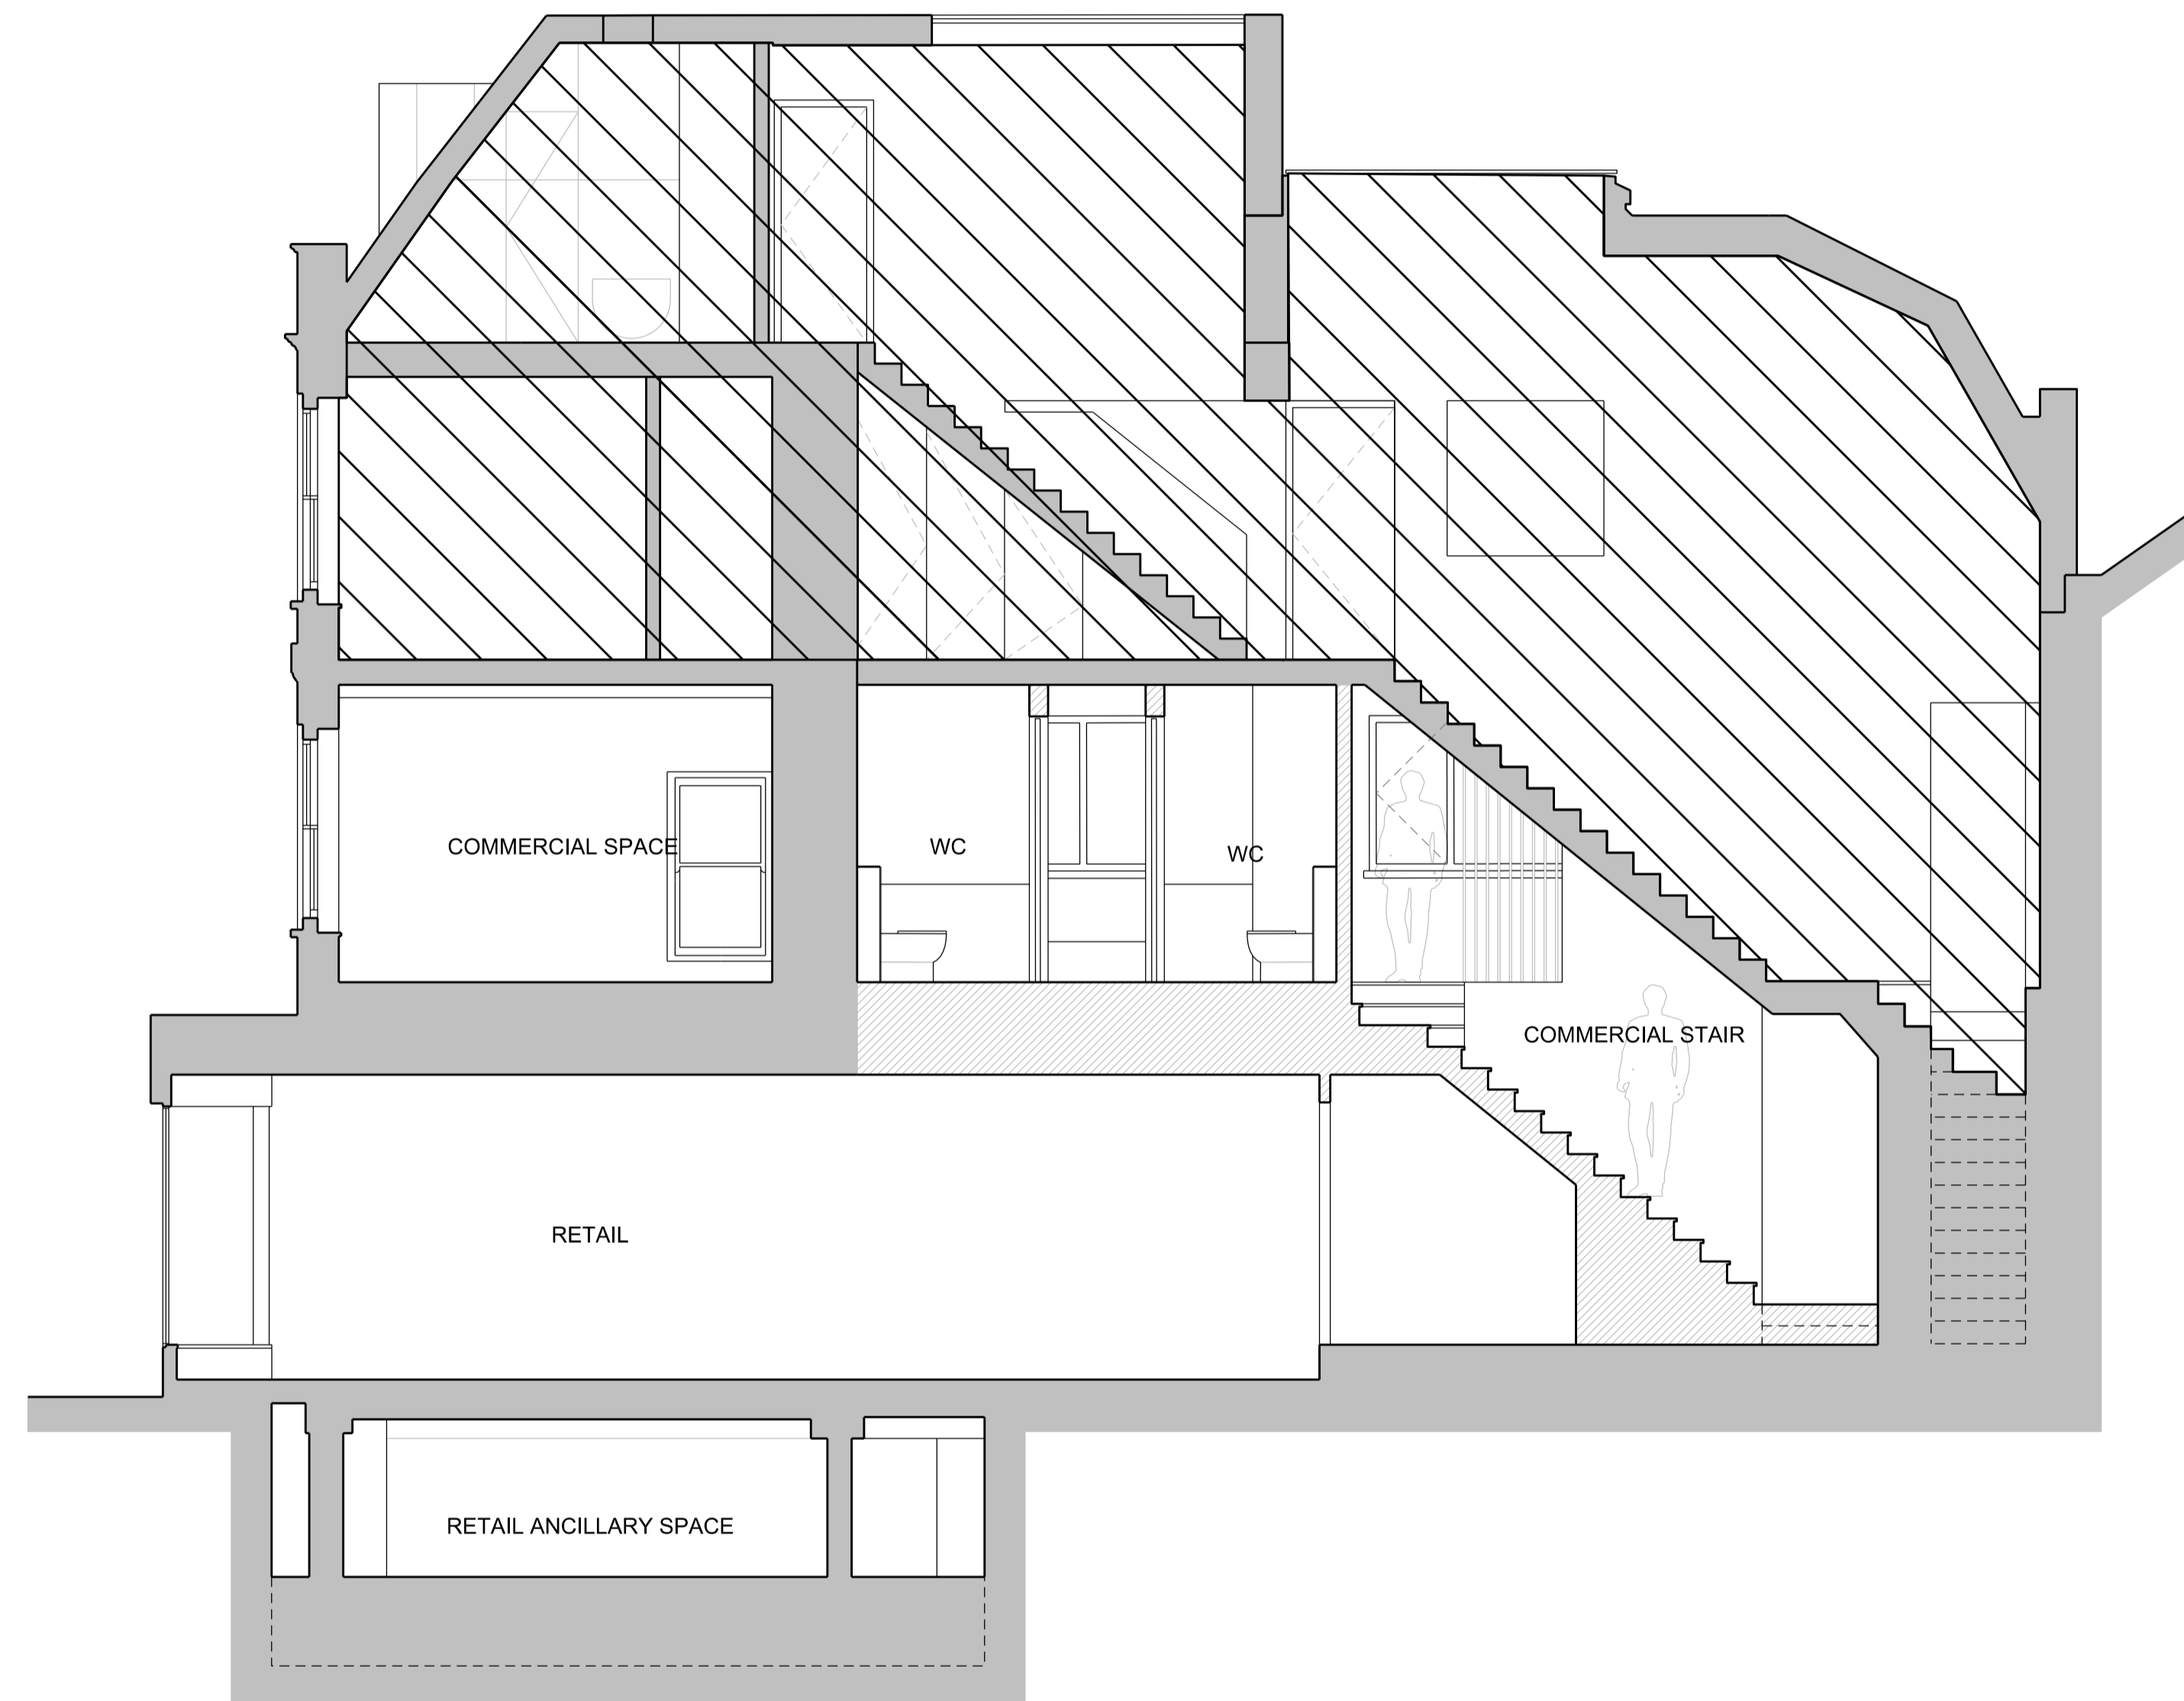 COMMERCIAL SPACE
WC
WC
COMMERCIAL STAIR
RETAIL
RETAIL ANCILLARY SPACE